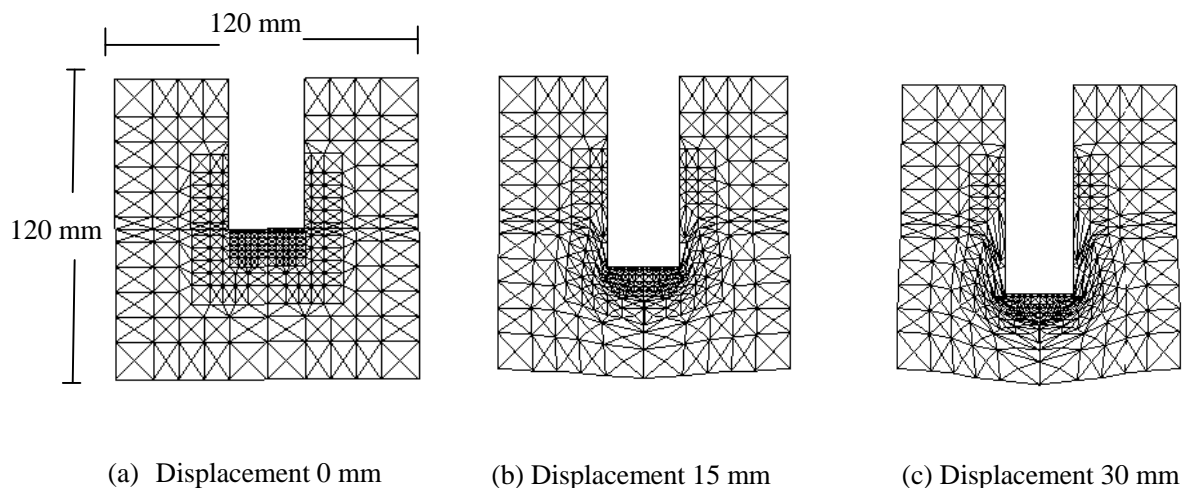 120 mm
120 mm
(a) Displacement 0 mm
(b) Displacement 15 mm
(c) Displacement 30 mm